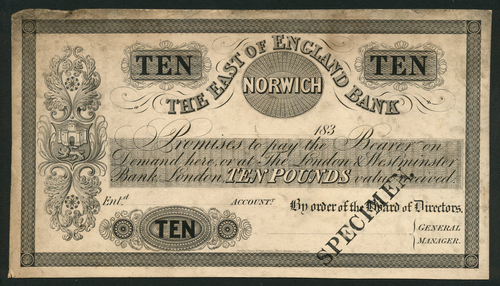 TEN TEN
THE EAST OF ENGLAND BANK
NORWICH
183
Promises to pay the Bearer on
Demand here, or at The London & Westminster
Bank London, TEN POUNDS value received.
Ent.d ACCOUNT.t By order of the Board of Directors,
TEN
GENERAL
MANAGER.
SPECIMEN